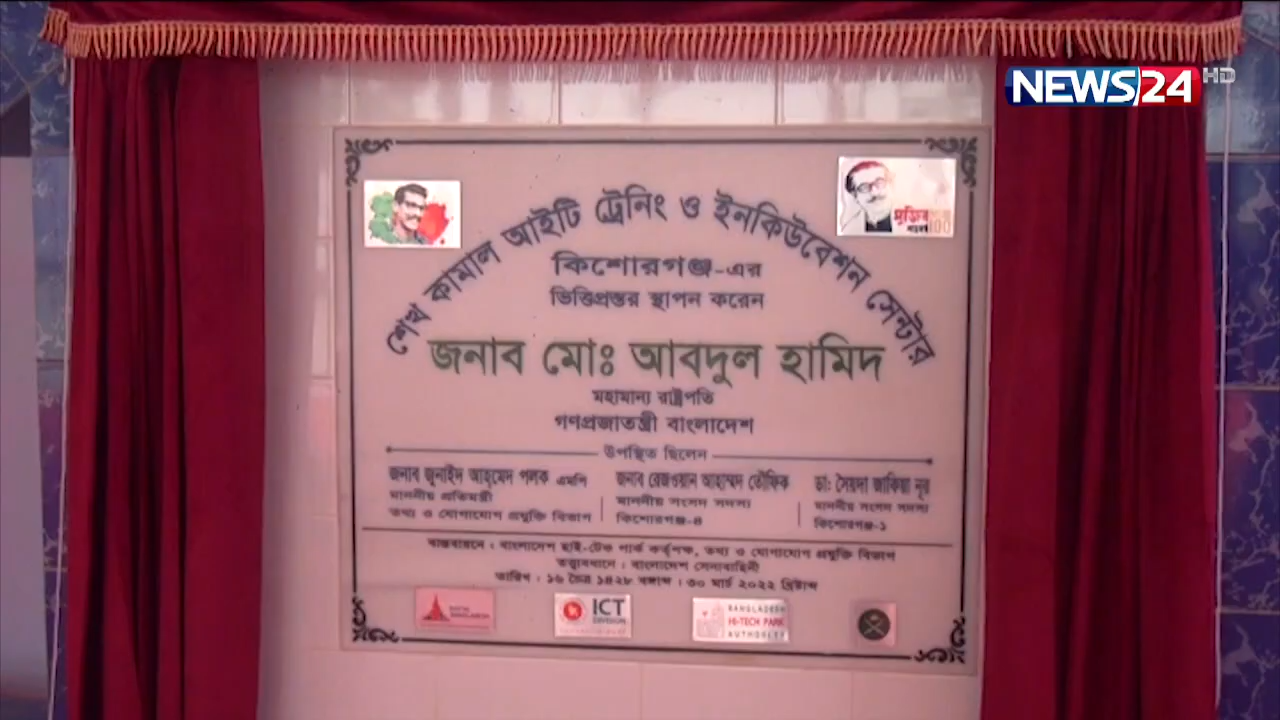 NEWS24 HD
শেখ কামাল আইটি ট্রেনিং ও ইনকিউবেশন সেন্টার
কিশোরগঞ্জ-এর
ভিত্তিপ্রস্তর স্থাপন করেন
জনাব মোঃ আবদুল হামিদ
মহামান্য রাষ্ট্রপতি
গণপ্রজাতন্ত্রী বাংলাদেশ
উপস্থিত ছিলেন
জনাব জুনাইদ আহ্‌মেদ পলক এমপি
মাননীয় প্রতিমন্ত্রী
তথ্য ও যোগাযোগ প্রযুক্তি বিভাগ
জনাব রেজওয়ান আহাম্মদ তৌফিক
মাননীয় সংসদ সদস্য
কিশোরগঞ্জ-৪
ডাঃ সৈয়দা জাকিয়া নূর
মাননীয় সংসদ সদস্য
কিশোরগঞ্জ-১
বাস্তবায়নে : বাংলাদেশ হাই-টেক পার্ক কর্তৃপক্ষ, তথ্য ও যোগাযোগ প্রযুক্তি বিভাগ
তত্ত্বাবধানে : বাংলাদেশ সেনাবাহিনী
তারিখ : ১৬ চৈত্র ১৪২৮ বঙ্গাব্দ : ৩০ মার্চ ২০২২ খ্রিষ্টাব্দ
ICT
DIVISION
BANGLADESH
HI-TECH PARK
AUTHORITY